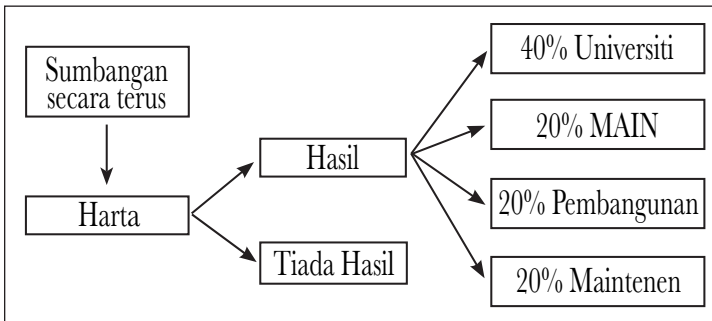 Sumbangan
secara terus
Harta
Hasil
Tiada Hasil
40% Universiti
20% MAIN
20% Pembangunan
20% Maintenen